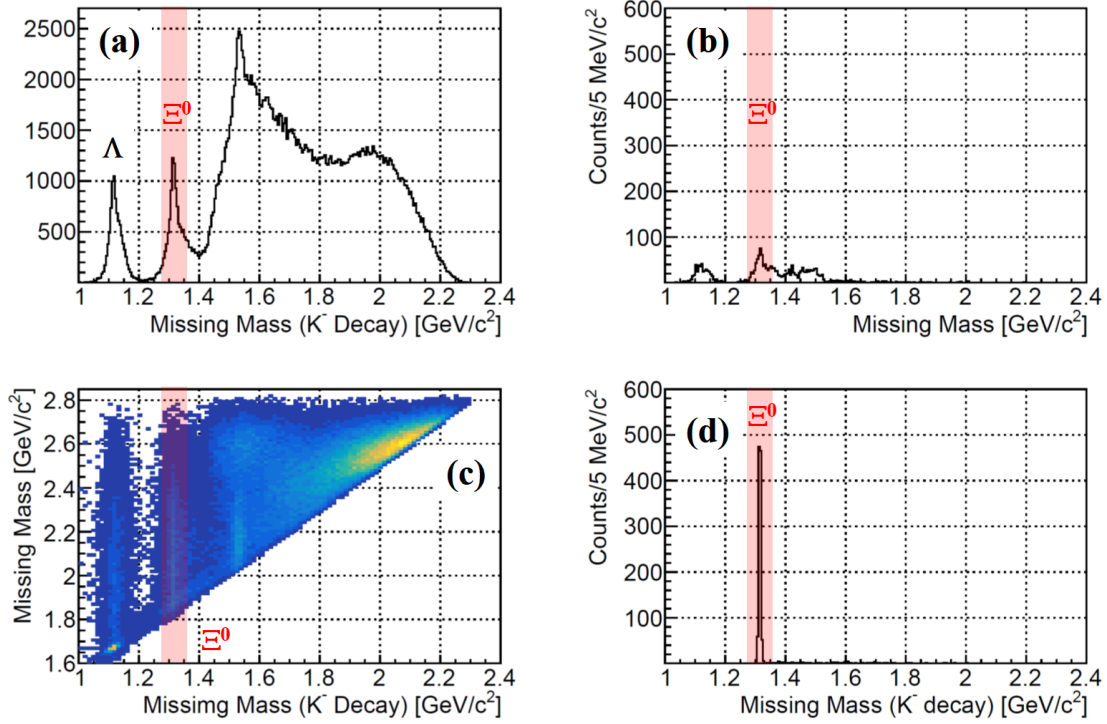 2500
2000
1500
1000
500
(a)
Λ
Ξ⁰
1 1.2 1.4 1.6 1.8 2 2.2 2.4
Missing Mass (K⁻ Decay) [GeV/c²]
Counts/5 MeV/c²
600
500
400
300
200
100
(b)
Ξ⁰
1 1.2 1.4 1.6 1.8 2 2.2 2.4
Missing Mass [GeV/c²]
Missing Mass [GeV/c²]
2.8
2.6
2.4
2.2
2
1.8
1.6
(c)
Ξ⁰
1 1.2 1.4 1.6 1.8 2 2.2 2.4
Missimg Mass (K⁻ Decay) [GeV/c²]
Counts/5 MeV/c²
600
500
400
300
200
100
(d)
Ξ⁰
1 1.2 1.4 1.6 1.8 2 2.2 2.4
Missing Mass (K⁻ decay) [GeV/c²]